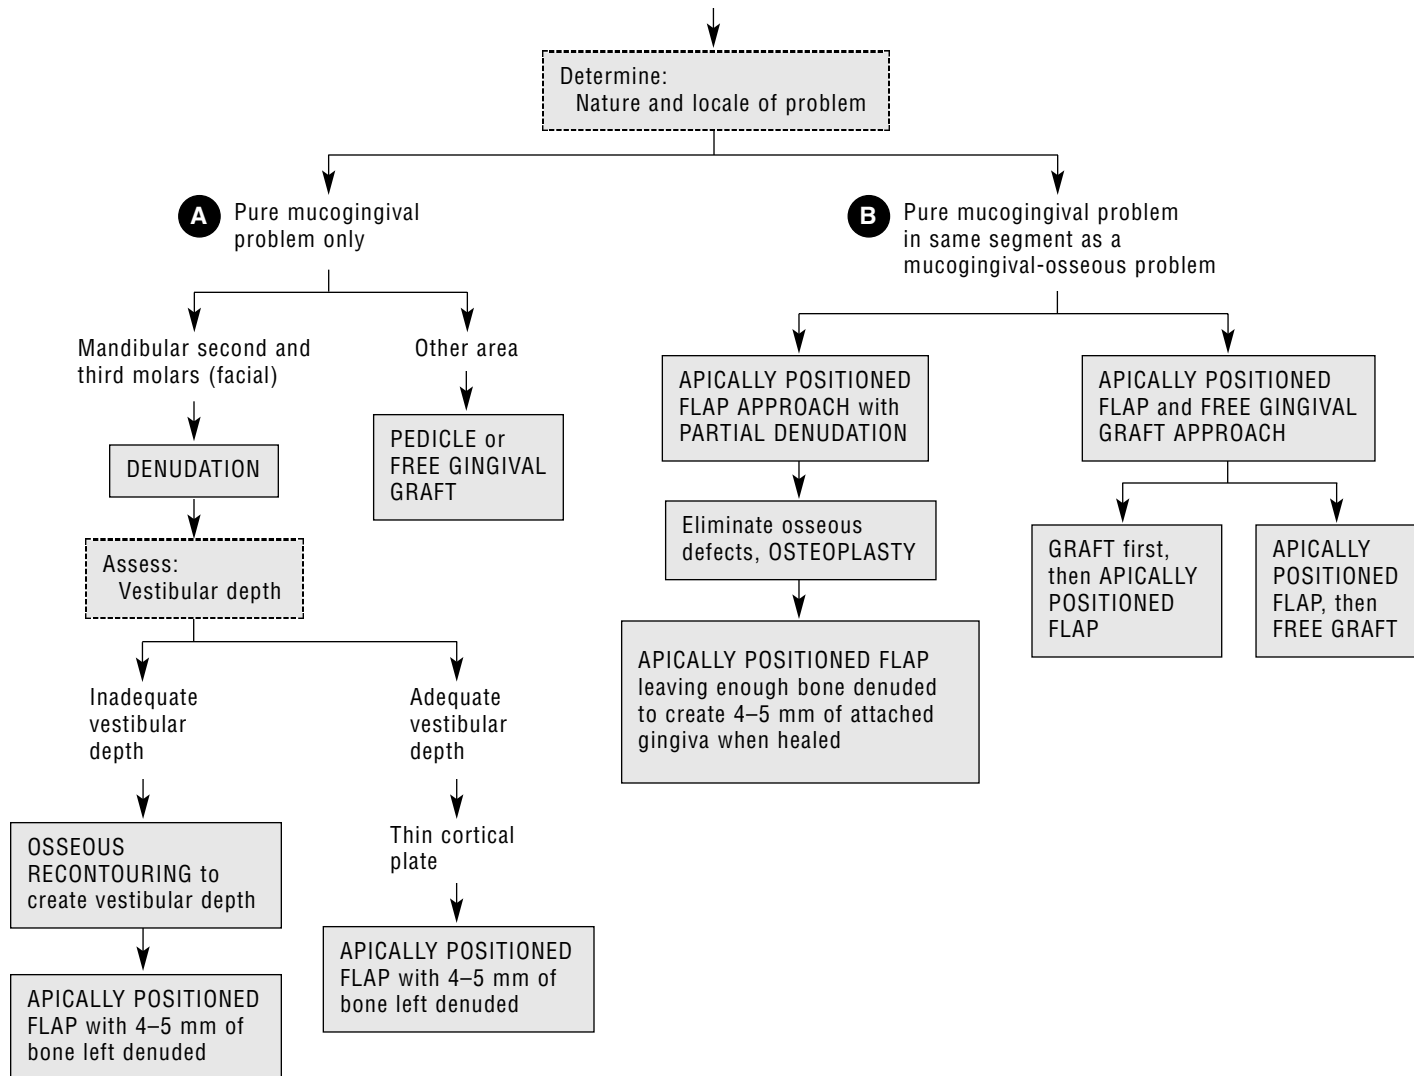 Determine:
Nature and locale of problem
A
Pure mucogingival
problem only
B
Pure mucogingival problem
in same segment as a
mucogingival-osseous problem
Mandibular second and
third molars (facial)
Other area
DENUDATION
PEDICLE or
FREE GINGIVAL
GRAFT
Assess:
Vestibular depth
Inadequate
vestibular
depth
Adequate
vestibular
depth
Thin cortical
plate
OSSEOUS
RECONTOURING to
create vestibular depth
APICALLY POSITIONED
FLAP with 4–5 mm of
bone left denuded
APICALLY POSITIONED
FLAP with 4–5 mm of
bone left denuded
APICALLY POSITIONED
FLAP APPROACH with
PARTIAL DENUDATION
Eliminate osseous
defects, OSTEOPLASTY
APICALLY POSITIONED FLAP
leaving enough bone denuded
to create 4–5 mm of attached
gingiva when healed
APICALLY POSITIONED
FLAP and FREE GINGIVAL
GRAFT APPROACH
GRAFT first,
then APICALLY
POSITIONED
FLAP
APICALLY
POSITIONED
FLAP, then
FREE GRAFT